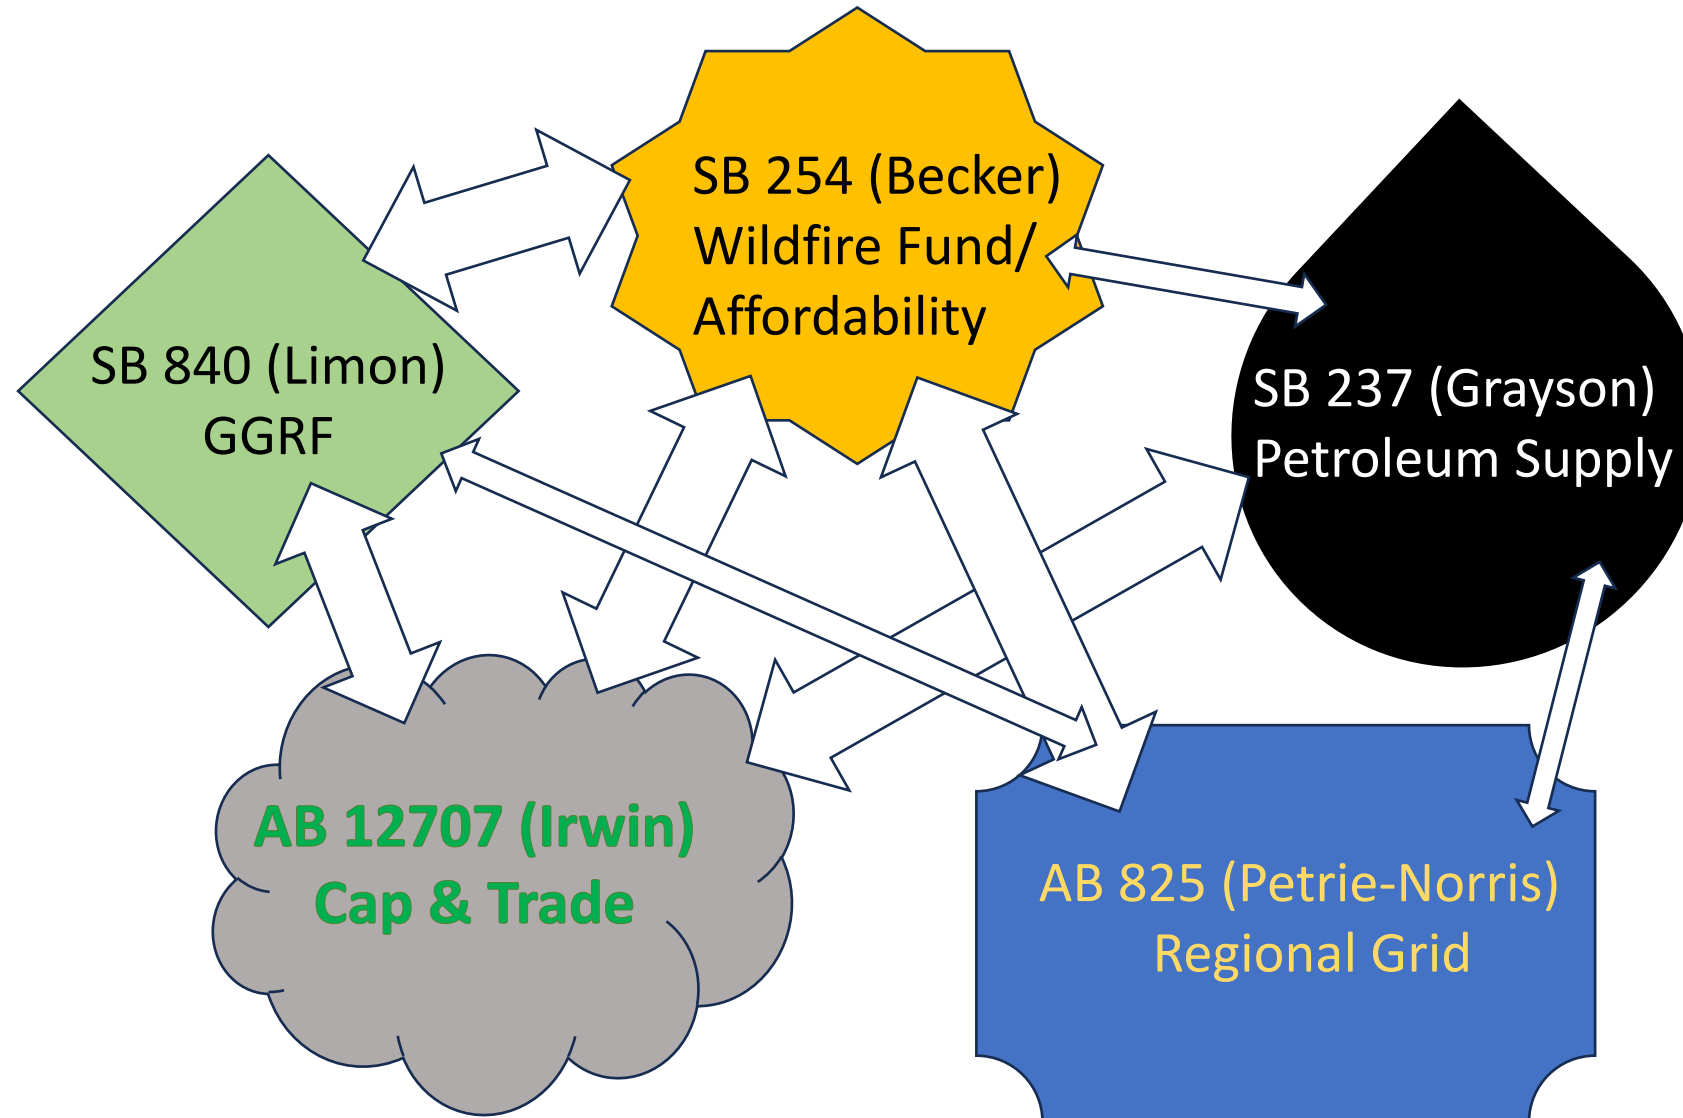 SB 254 (Becker)
Wildfire Fund/
Affordability
SB 840 (Limon)
GGRF
SB 237 (Grayson)
Petroleum Supply
AB 12707 (Irwin)
Cap & Trade
AB 825 (Petrie-Norris)
Regional Grid